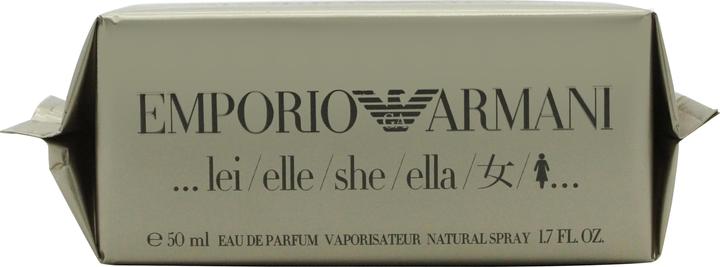 EMPORIO GA ARMANI
...lei/elle/she/ella/女/...
℮ 50 ml EAU DE PARFUM VAPORISATEUR NATURAL SPRAY 1.7 FL. OZ.